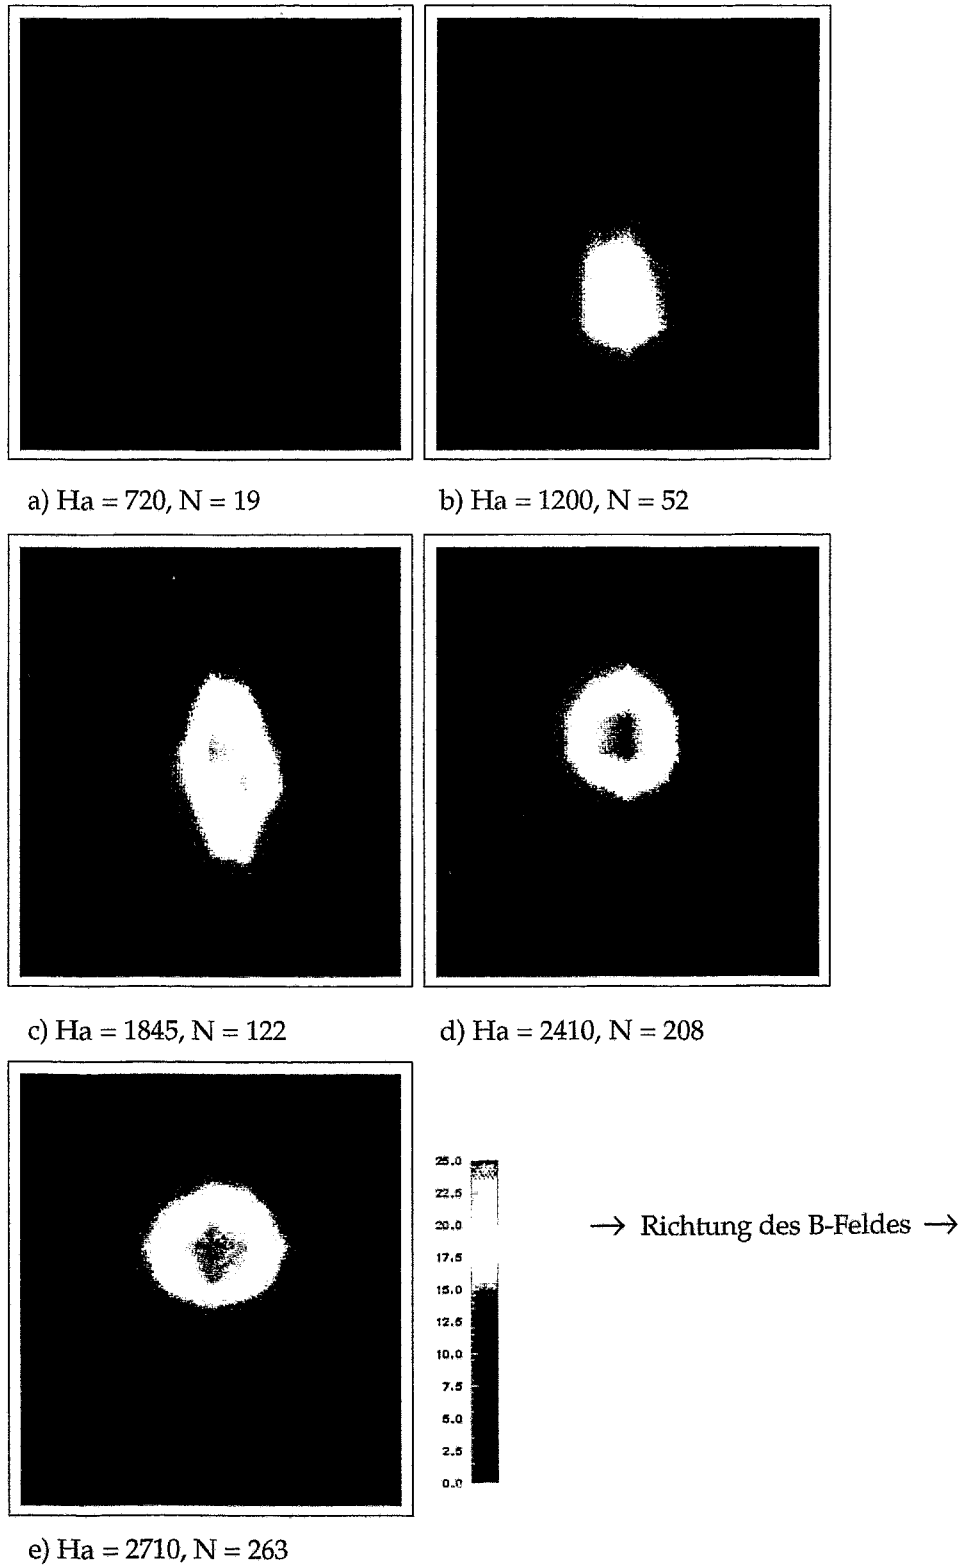 a) Ha = 720, N = 19
b) Ha = 1200, N = 52
c) Ha = 1845, N = 122
d) Ha = 2410, N = 208
25.0
22.5
20.0
17.5
15.0
12.5
10.0
7.5
5.0
2.5
0.0
→ Richtung des B-Feldes →
e) Ha = 2710, N = 263